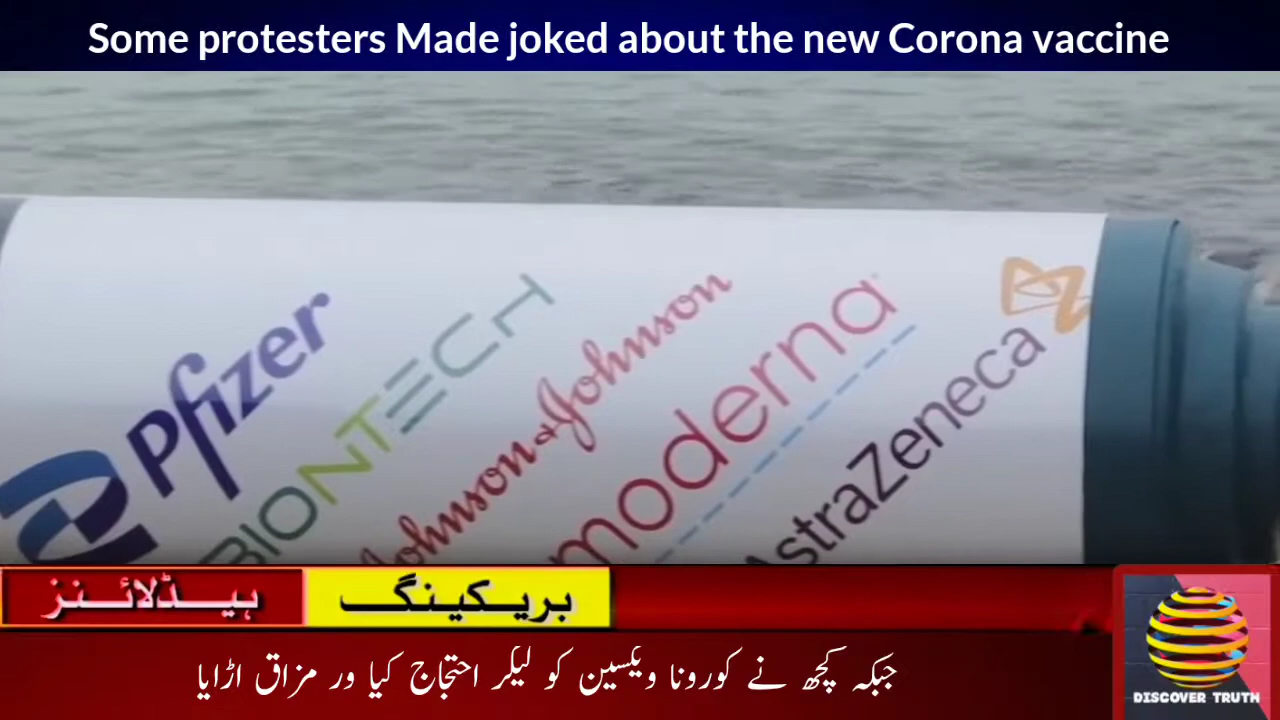 Some protesters Made joked about the new Corona vaccine
Pfizer
BIONTECH
Johnson&Johnson
moderna
AstraZeneca
بریکینگ ہیڈلائنز
جبکہ کچھ نے کورونا ویکسین کو لیکر احتجاج کیا ور مزاق اڑایا
DISCOVER TRUTH